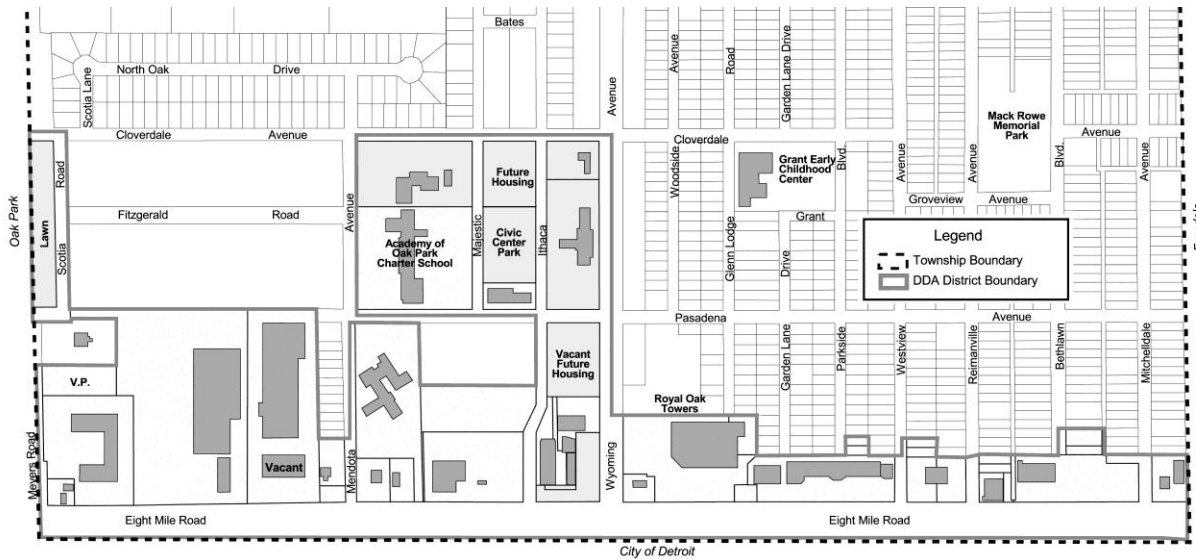 Bates
Avenue
Avenue
Road
Garden Lane Drive
North Oak Drive
Scotia Lane
Cloverdale Avenue
Cloverdale
Avenue
Mack Rowe
Memorial
Park
Oak Park
Lawn
Scotia Road
Fitzgerald Road
Avenue
Future
Housing
Academy of
Oak Park
Charter School
Majestic
Civic
Center
Park
Ithaca
Woodside
Grant Early
Childhood
Center
Blvd.
Avenue
Avenue
Blvd.
Avenue
Groveview Avenue
Grant
Glenn Lodge
Drive
Legend
Township Boundary
DDA District Boundary
Pasadena
Avenue
V.P.
Vacant
Future
Housing
Garden Lane
Parkside
Westview
Reimanville
Bethlawn
Mitchelldale
Royal Oak
Towers
Meyers Road
Vacant
Mendota
Wyoming
Eight Mile Road
Eight Mile Road
City of Detroit